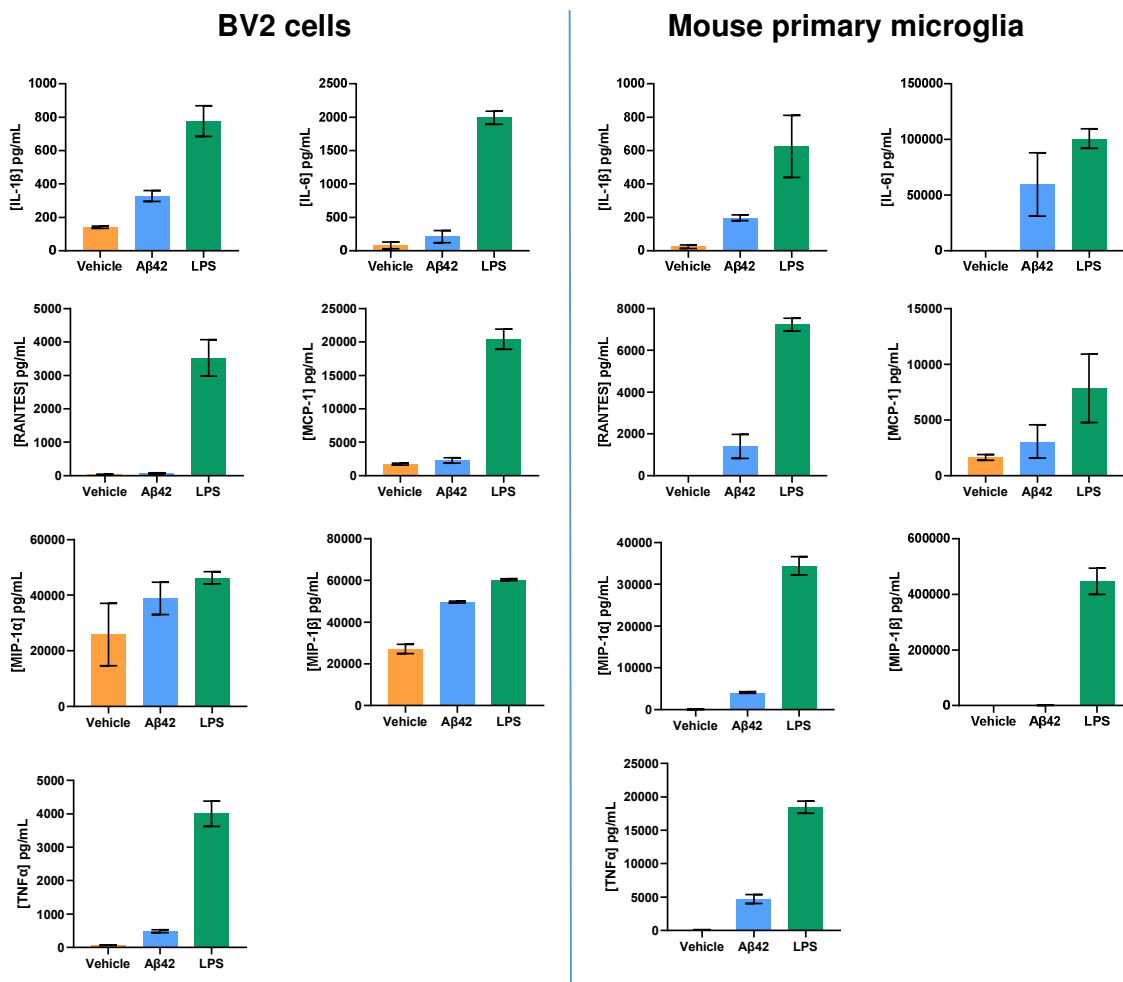 BV2 cells
Mouse primary microglia
[IL-1β] pg/mL
1000
800
600
400
200
0
Vehicle Aβ42 LPS
[IL-6] pg/mL
2500
2000
1500
1000
500
0
Vehicle Aβ42 LPS
[IL-1β] pg/mL
1000
800
600
400
200
0
Vehicle Aβ42 LPS
[IL-6] pg/mL
150000
100000
50000
0
Vehicle Aβ42 LPS
[RANTES] pg/mL
5000
4000
3000
2000
1000
0
Vehicle Aβ42 LPS
[MCP-1] pg/mL
25000
20000
15000
10000
5000
0
Vehicle Aβ42 LPS
[RANTES] pg/mL
8000
6000
4000
2000
0
Vehicle Aβ42 LPS
[MCP-1] pg/mL
15000
10000
5000
0
Vehicle Aβ42 LPS
[MIP-1α] pg/mL
60000
40000
20000
0
Vehicle Aβ42 LPS
[MIP-1β] pg/mL
80000
60000
40000
20000
0
Vehicle Aβ42 LPS
[MIP-1α] pg/mL
40000
30000
20000
10000
0
Vehicle Aβ42 LPS
[MIP-1β] pg/mL
600000
400000
200000
0
Vehicle Aβ42 LPS
[TNFα] pg/mL
5000
4000
3000
2000
1000
0
Vehicle Aβ42 LPS
[TNFα] pg/mL
25000
20000
15000
10000
5000
0
Vehicle Aβ42 LPS